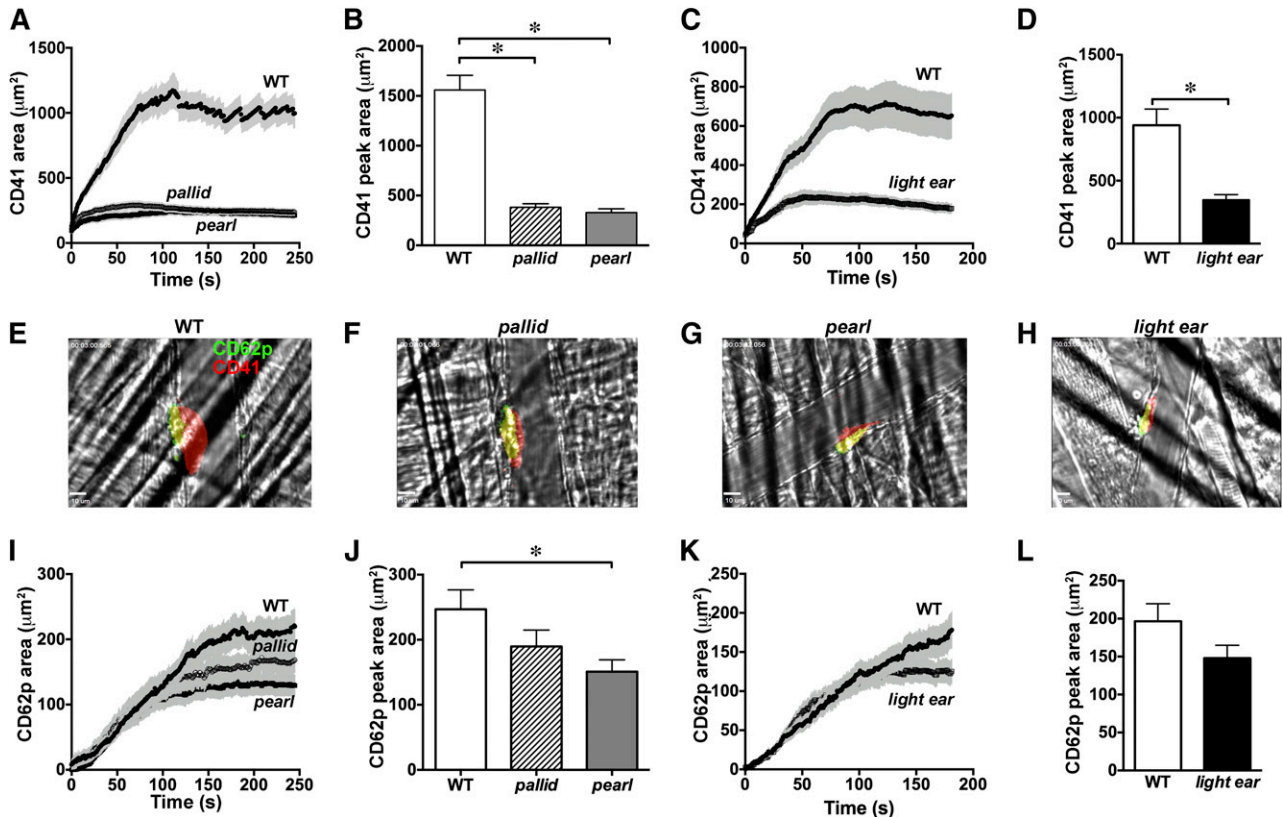 A
CD41 area (μm²)
1500
1000
500
0
0 50 100 150 200 250
Time (s)
WT
pallid
pearl
B
CD41 peak area (μm²)
2000
1500
1000
500
0
*
*
WT pallid pearl
C
CD41 area (μm²)
1000
800
600
400
200
0
0 50 100 150 200
Time (s)
WT
light ear
D
CD41 peak area (μm²)
1500
1000
500
0
*
WT light ear
E
WT
CD62p
CD41
10 um
F
pallid
10 um
G
pearl
10 um
H
light ear
I
CD62p area (μm²)
300
200
100
0
0 50 100 150 200 250
Time (s)
WT
pallid
pearl
J
CD62p peak area (μm²)
300
200
100
0
*
WT pallid pearl
K
CD62p area (μm²)
250
200
150
100
50
0
0 50 100 150 200
Time (s)
WT
light ear
L
CD62p peak area (μm²)
250
200
150
100
50
0
WT light ear